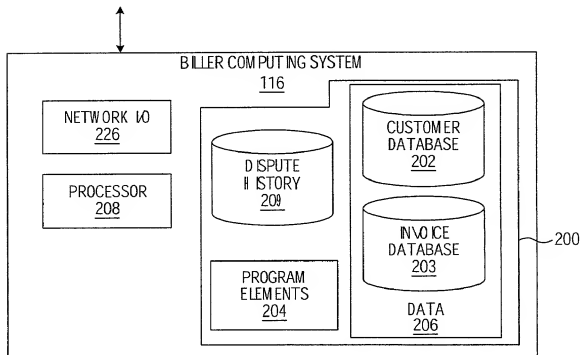 BILLER COMPUTING SYSTEM
116
NETWORK I/O
226
PROCESSOR
208
DISPUTE
HISTORY
209
PROGRAM
ELEMENTS
204
CUSTOMER
DATABASE
202
INVOICE
DATABASE
203
DATA
206
200